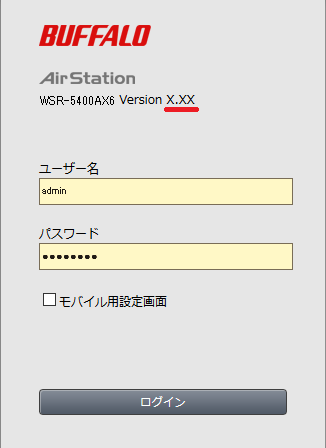 BUFFALO
AirStation
WSR-5400AX6 Version X.XX
ユーザー名
admin
パスワード
●●●●●●●●
モバイル用設定画面
ログイン